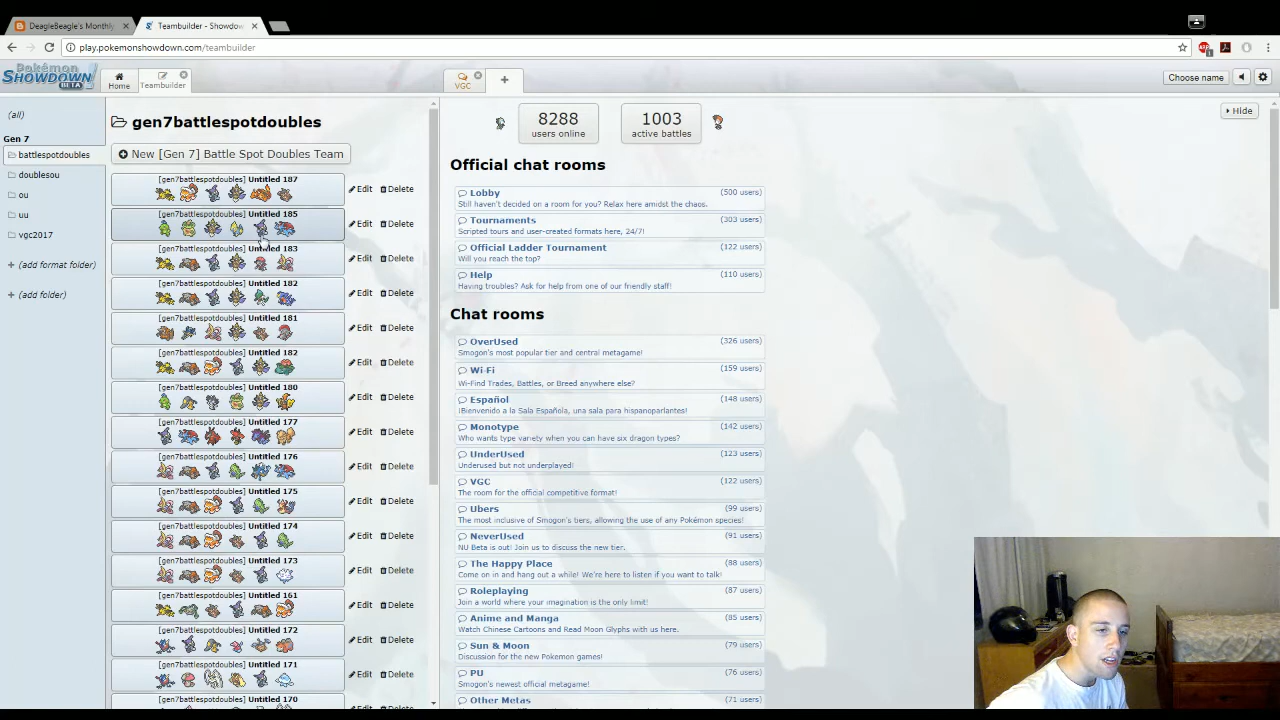 DeagleBeagle's Monthly
Teambuilder - Showdow
play.pokemonshowdown.com/teambuilder
Pokémon
SHOWDOWN!
BETA
Home
Teambuilder
VGC
Choose name
(all)
Gen 7
battlespotdoubles
doublesou
ou
uu
vgc2017
(add format folder)
(add folder)
gen7battlespotdoubles
New [Gen 7] Battle Spot Doubles Team
[gen7battlespotdoubles] Untitled 187
Edit Delete
[gen7battlespotdoubles] Untitled 185
Edit Delete
[gen7battlespotdoubles] Untitled 183
Edit Delete
[gen7battlespotdoubles] Untitled 182
Edit Delete
[gen7battlespotdoubles] Untitled 181
Edit Delete
[gen7battlespotdoubles] Untitled 182
Edit Delete
[gen7battlespotdoubles] Untitled 180
Edit Delete
[gen7battlespotdoubles] Untitled 177
Edit Delete
[gen7battlespotdoubles] Untitled 176
Edit Delete
[gen7battlespotdoubles] Untitled 175
Edit Delete
[gen7battlespotdoubles] Untitled 174
Edit Delete
[gen7battlespotdoubles] Untitled 173
Edit Delete
[gen7battlespotdoubles] Untitled 161
Edit Delete
[gen7battlespotdoubles] Untitled 172
Edit Delete
[gen7battlespotdoubles] Untitled 171
Edit Delete
[gen7battlespotdoubles] Untitled 170
8288
users online
1003
active battles
Hide
Official chat rooms
Lobby (500 users)
Still haven't decided on a room for you? Relax here amidst the chaos.
Tournaments (303 users)
Scripted tours and user-created formats here, 24/7!
Official Ladder Tournament (122 users)
Will you reach the top?
Help (110 users)
Having troubles? Ask for help from one of our friendly staff!
Chat rooms
OverUsed (326 users)
Smogon's most popular tier and central metagame!
Wi-Fi (159 users)
Wi-Find Trades, Battles, or Breed anywhere else?
Español (148 users)
¡Bienvenido a la Sala Española, una sala para hispanoparlantes!
Monotype (142 users)
Who wants type variety when you can have six dragon types?
UnderUsed (123 users)
Underused but not underplayed!
VGC (122 users)
The room for the official competitive format!
Ubers (99 users)
The most inclusive of Smogon's tiers, allowing the use of any Pokémon species!
NeverUsed (91 users)
NU Beta is out! Join us to discuss the new tier.
The Happy Place (88 users)
Come on in and hang out a while! We're here to listen if you want to talk!
Roleplaying (87 users)
Join a world where your imagination is the only limit!
Anime and Manga (85 users)
Watch Chinese Cartoons and Read Moon Glyphs with us here.
Sun & Moon (79 users)
Discussion for the new Pokemon games!
PU (76 users)
Smogon's newest official metagame!
Other Metas (71 users)